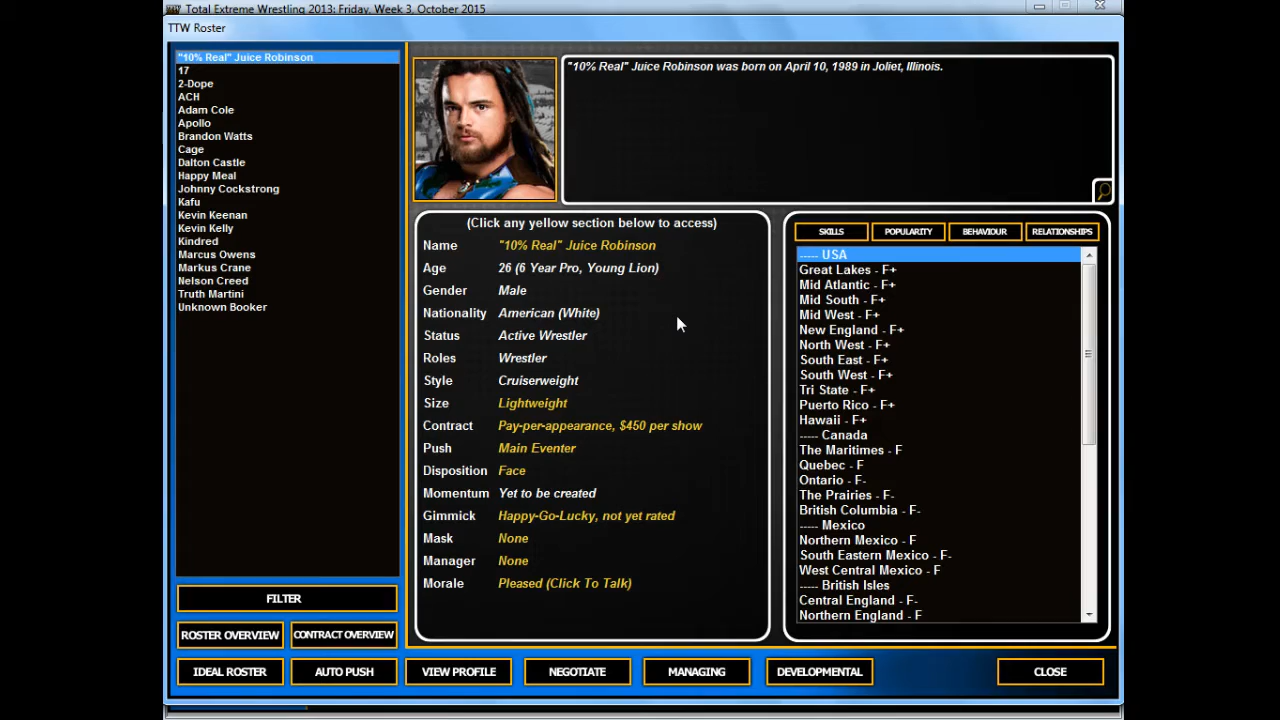 Total Extreme Wrestling 2013: Friday, Week 3, October 2015
TTW Roster
"10% Real" Juice Robinson
17
2-Dope
ACH
Adam Cole
Apollo
Brandon Watts
Cage
Dalton Castle
Happy Meal
Johnny Cockstrong
Kafu
Kevin Keenan
Kevin Kelly
Kindred
Marcus Owens
Markus Crane
Nelson Creed
Truth Martini
Unknown Booker
FILTER
ROSTER OVERVIEW
CONTRACT OVERVIEW
"10% Real" Juice Robinson was born on April 10, 1989 in Joliet, Illinois.
(Click any yellow section below to access)
Name "10% Real" Juice Robinson
Age 26 (6 Year Pro, Young Lion)
Gender Male
Nationality American (White)
Status Active Wrestler
Roles Wrestler
Style Cruiserweight
Size Lightweight
Contract Pay-per-appearance, $450 per show
Push Main Eventer
Disposition Face
Momentum Yet to be created
Gimmick Happy-Go-Lucky, not yet rated
Mask None
Manager None
Morale Pleased (Click To Talk)
SKILLS POPULARITY BEHAVIOUR RELATIONSHIPS
----- USA
Great Lakes - F+
Mid Atlantic - F+
Mid South - F+
Mid West - F+
New England - F+
North West - F+
South East - F+
South West - F+
Tri State - F+
Puerto Rico - F+
Hawaii - F+
----- Canada
The Maritimes - F
Quebec - F
Ontario - F-
The Prairies - F-
British Columbia - F-
----- Mexico
Northern Mexico - F
South Eastern Mexico - F-
West Central Mexico - F
----- British Isles
Central England - F-
Northern England - F
IDEAL ROSTER AUTO PUSH VIEW PROFILE NEGOTIATE MANAGING DEVELOPMENTAL CLOSE